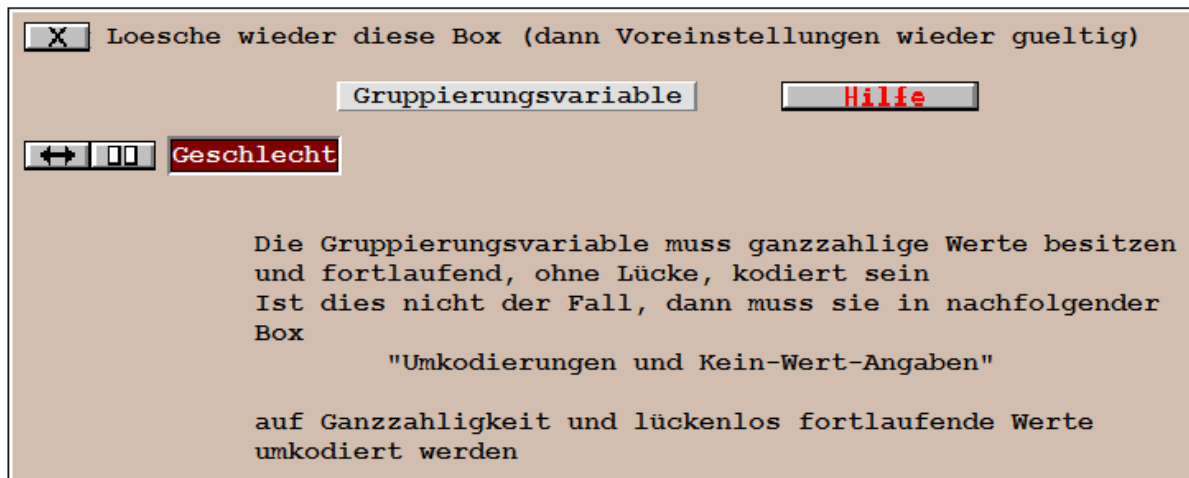 X Loesche wieder diese Box (dann Voreinstellungen wieder gueltig)
Gruppierungsvariable Hilfe
Geschlecht
Die Gruppierungsvariable muss ganzzahlige Werte besitzen
und fortlaufend, ohne Lücke, kodiert sein
Ist dies nicht der Fall, dann muss sie in nachfolgender
Box
"Umkodierungen und Kein-Wert-Angaben"
auf Ganzzahligkeit und lückenlos fortlaufende Werte
umkodiert werden